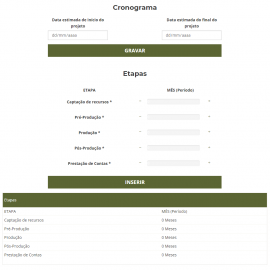 Cronograma
Data estimada do início do projeto
Data estimada do final do projeto
dd/mm/aaaa
dd/mm/aaaa
GRAVAR
Etapas
ETAPA MÊS (Período)
Captação de recursos *
Pré-Produção *
Produção *
Pós-Produção *
Prestação de Contas *
INSERIR
Etapas
ETAPA MÊS (Período)
Captação de recursos 0 Meses
Pré-Produção 0 Meses
Produção 0 Meses
Pós-Produção 0 Meses
Prestação de Contas 0 Meses